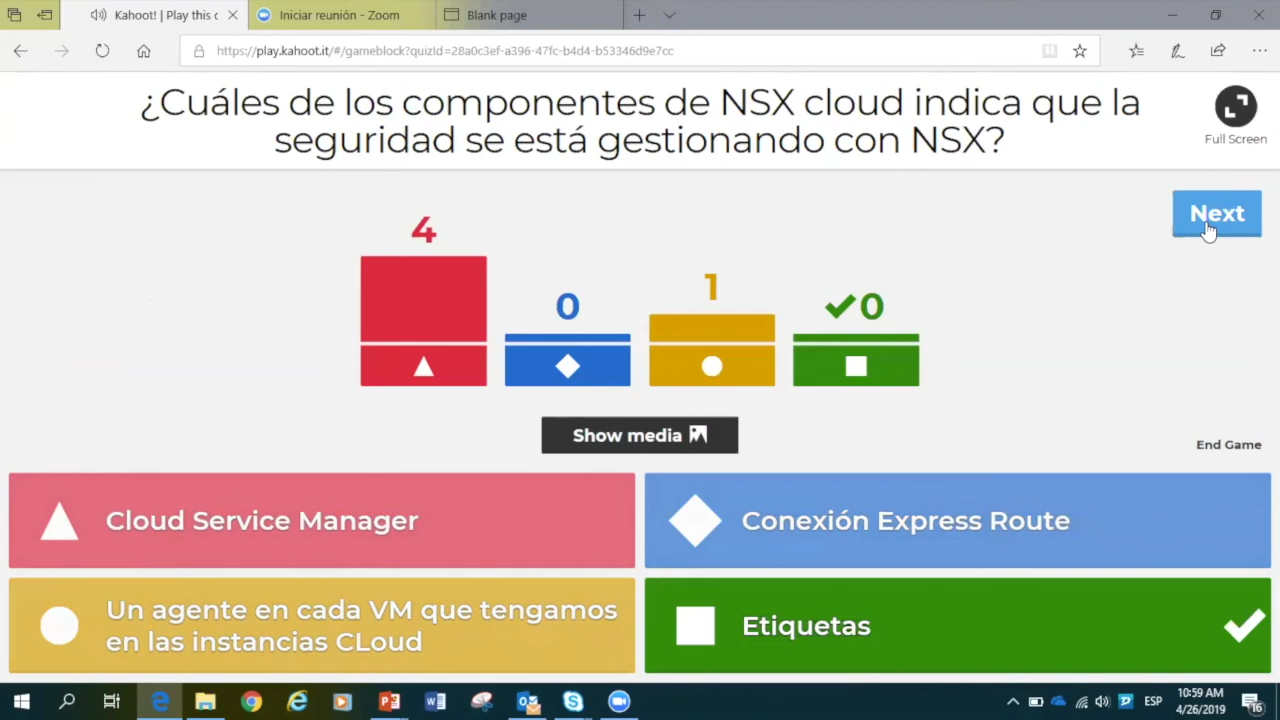 Kahoot! | Play this c
Iniciar reunión - Zoom
Blank page
https://play.kahoot.it/#/gameblock?quizId=28a0c3ef-a396-47fc-b4d4-b53346d9e7cc
¿Cuáles de los componentes de NSX cloud indica que la
seguridad se está gestionando con NSX?
Full Screen
Next
4
0
1
0
Show media
End Game
Cloud Service Manager
Conexión Express Route
Un agente en cada VM que tengamos
en las instancias CLoud
Etiquetas
ESP
10:59 AM
4/26/2019
16